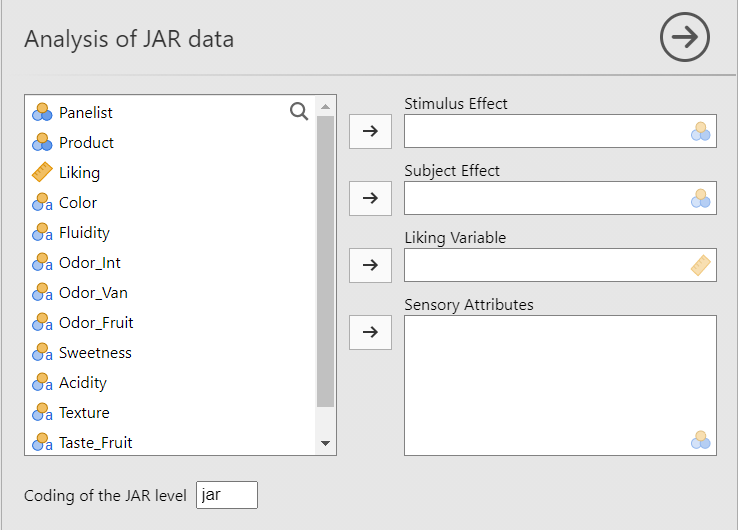 Analysis of JAR data
Panelist
Product
Liking
Color
Fluidity
Odor_Int
Odor_Van
Odor_Fruit
Sweetness
Acidity
Texture
Taste_Fruit
Stimulus Effect
Subject Effect
Liking Variable
Sensory Attributes
Coding of the JAR level jar